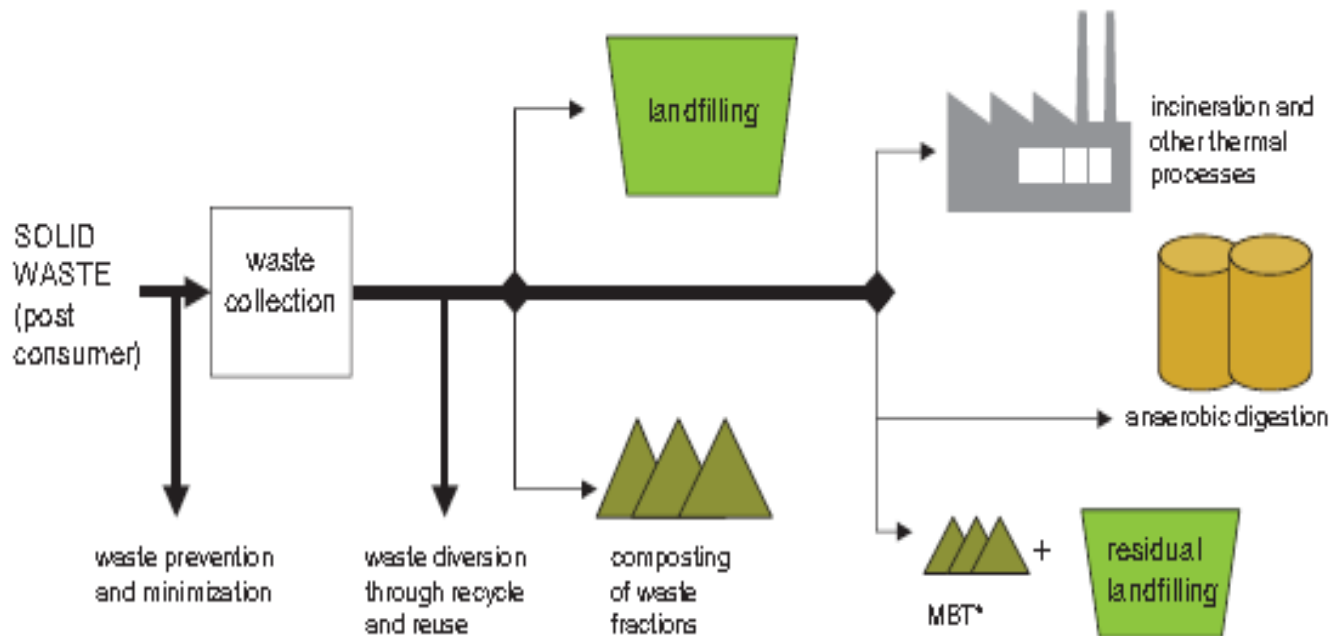 SOLID
WASTE
(post
consumer)
waste
collection
landfilling
incineration and
other thermal
processes
anaerobic digestion
waste prevention
and minimization
waste diversion
through recycle
and reuse
composting
of waste
fractions
MBT*
+
residual
landfilling